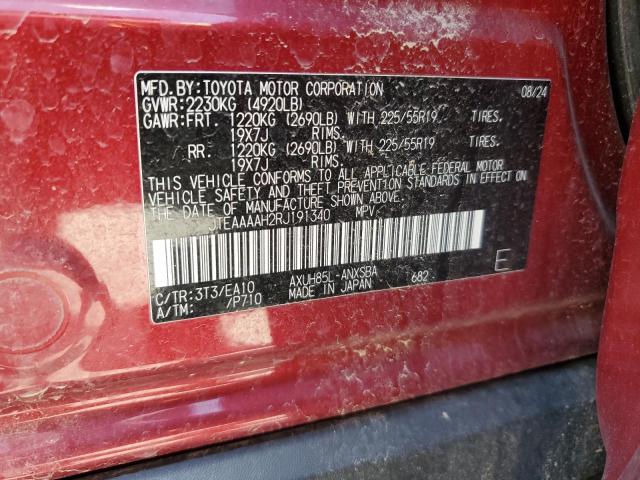 MFD.BY:TOYOTA MOTOR CORPORATION 08/24
GVWR:2230KG (4920LB)
GAWR:FRT. 1220KG (2690LB) WITH 225/55R19 TIRES.
19X7J RIMS.
RR. 1220KG (2690LB) WITH 225/55R19 TIRES.
19X7J RIMS.
THIS VEHICLE CONFORMS TO ALL APPLICABLE FEDERAL MOTOR
VEHICLE SAFETY AND THEFT PREVENTION STANDARDS IN EFFECT ON
THE DATE OF MANUFACTURE SHOWN ABOVE.
JTEAAAAH2RJ191340 MPV
C/TR:3T3/EA10 AXUH85L-ANXSBA 682 E
A/TM: /P710 MADE IN JAPAN